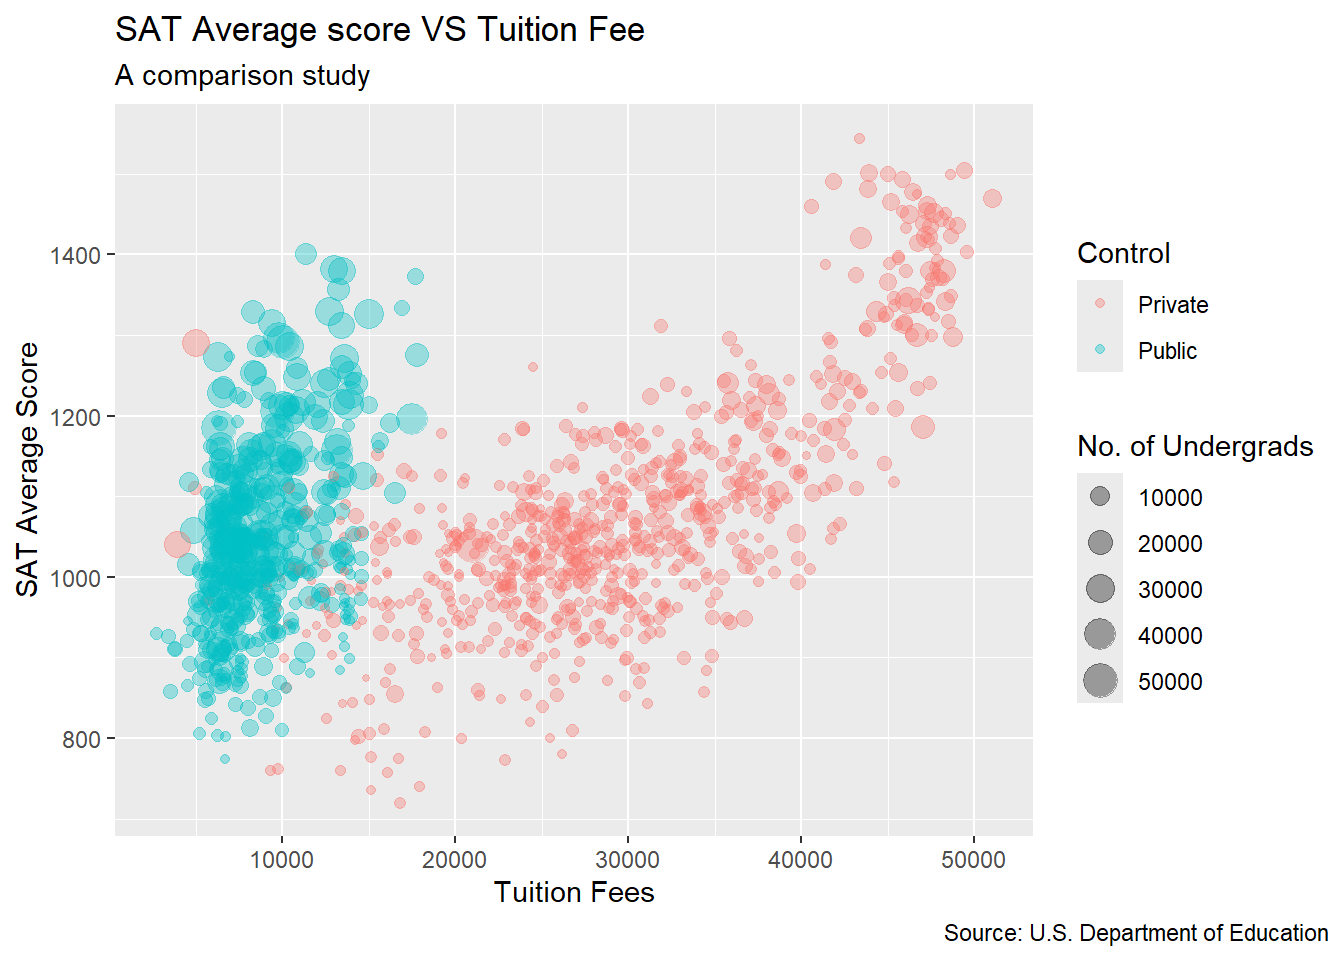 SAT Average score VS Tuition Fee
A comparison study
SAT Average Score
1400
1200
1000
800
10000
20000
30000
40000
50000
Tuition Fees
Control
Private
Public
No. of Undergrads
10000
20000
30000
40000
50000
Source: U.S. Department of Education